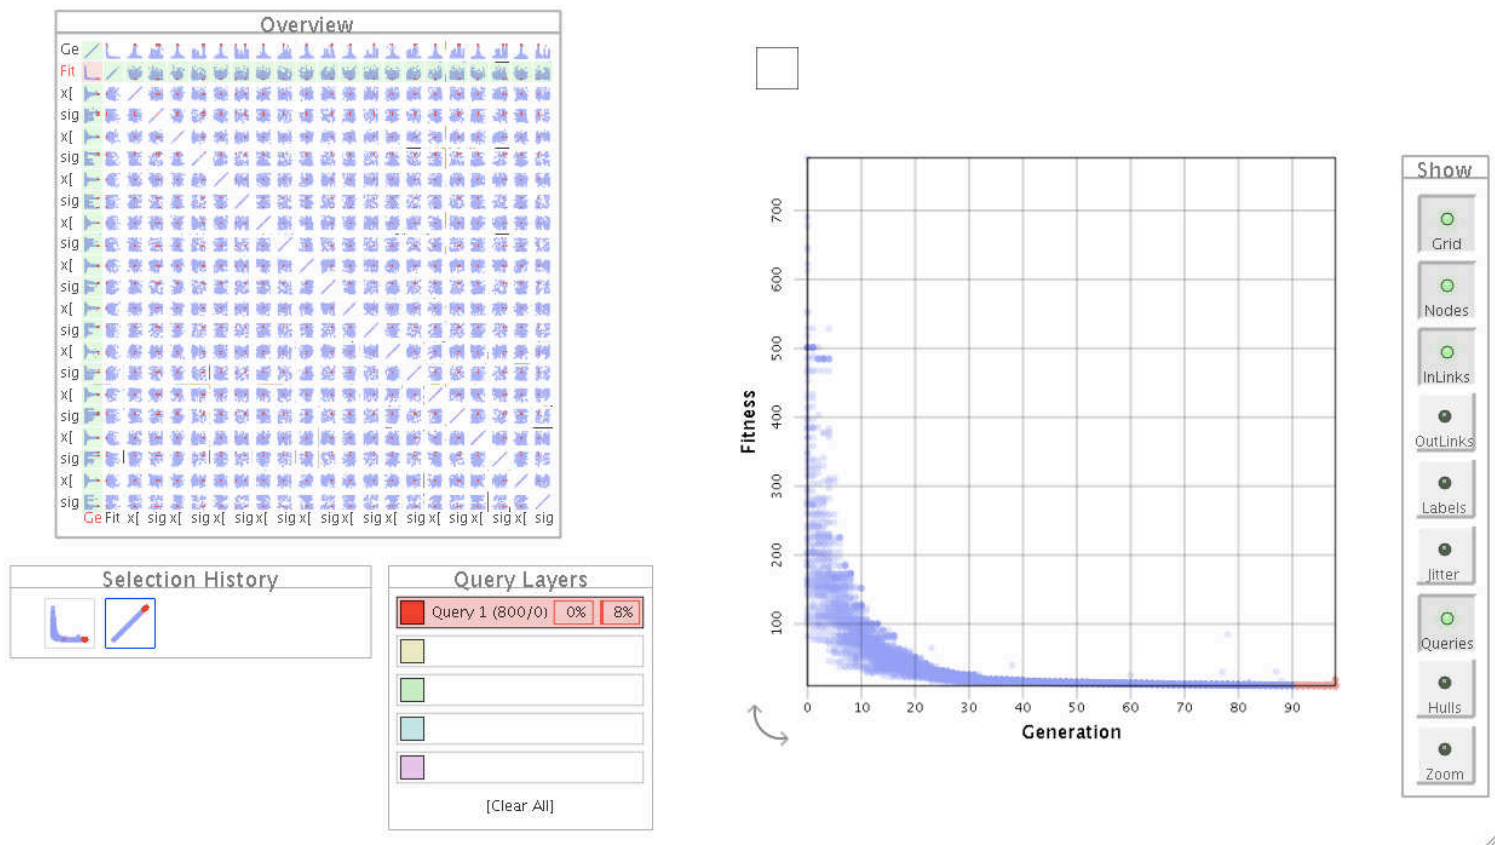 Overview
Ge
Fit
x[
sig
x[
sig
x[
sig
x[
sig
x[
sig
x[
sig
x[
sig
x[
sig
x[
sig
x[
sig
Ge Fit x[ sig x[ sig x[ sig x[ sig x[ sig x[ sig x[ sig x[ sig x[ sig x[ sig
Selection History
Query Layers
Query 1 (800/0) 0% 8%
[Clear All]
700
600
500
400
300
200
100
Fitness
0 10 20 30 40 50 60 70 80 90
Generation
Show
Grid
Nodes
InLinks
OutLinks
Labels
Jitter
Queries
Hulls
Zoom